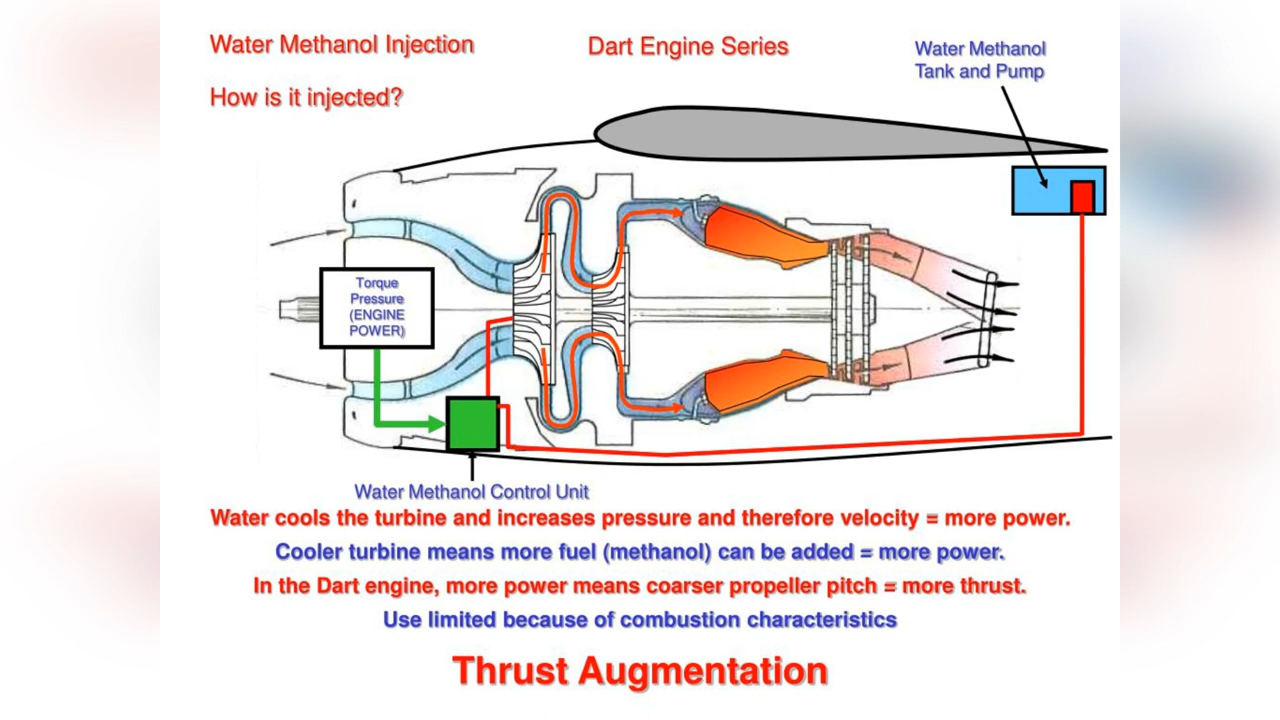 Water Methanol Injection
Dart Engine Series
Water Methanol
Tank and Pump
How is it injected?
Torque
Pressure
(ENGINE
POWER)
Water Methanol Control Unit
Water cools the turbine and increases pressure and therefore velocity = more power.
Cooler turbine means more fuel (methanol) can be added = more power.
In the Dart engine, more power means coarser propeller pitch = more thrust.
Use limited because of combustion characteristics
Thrust Augmentation